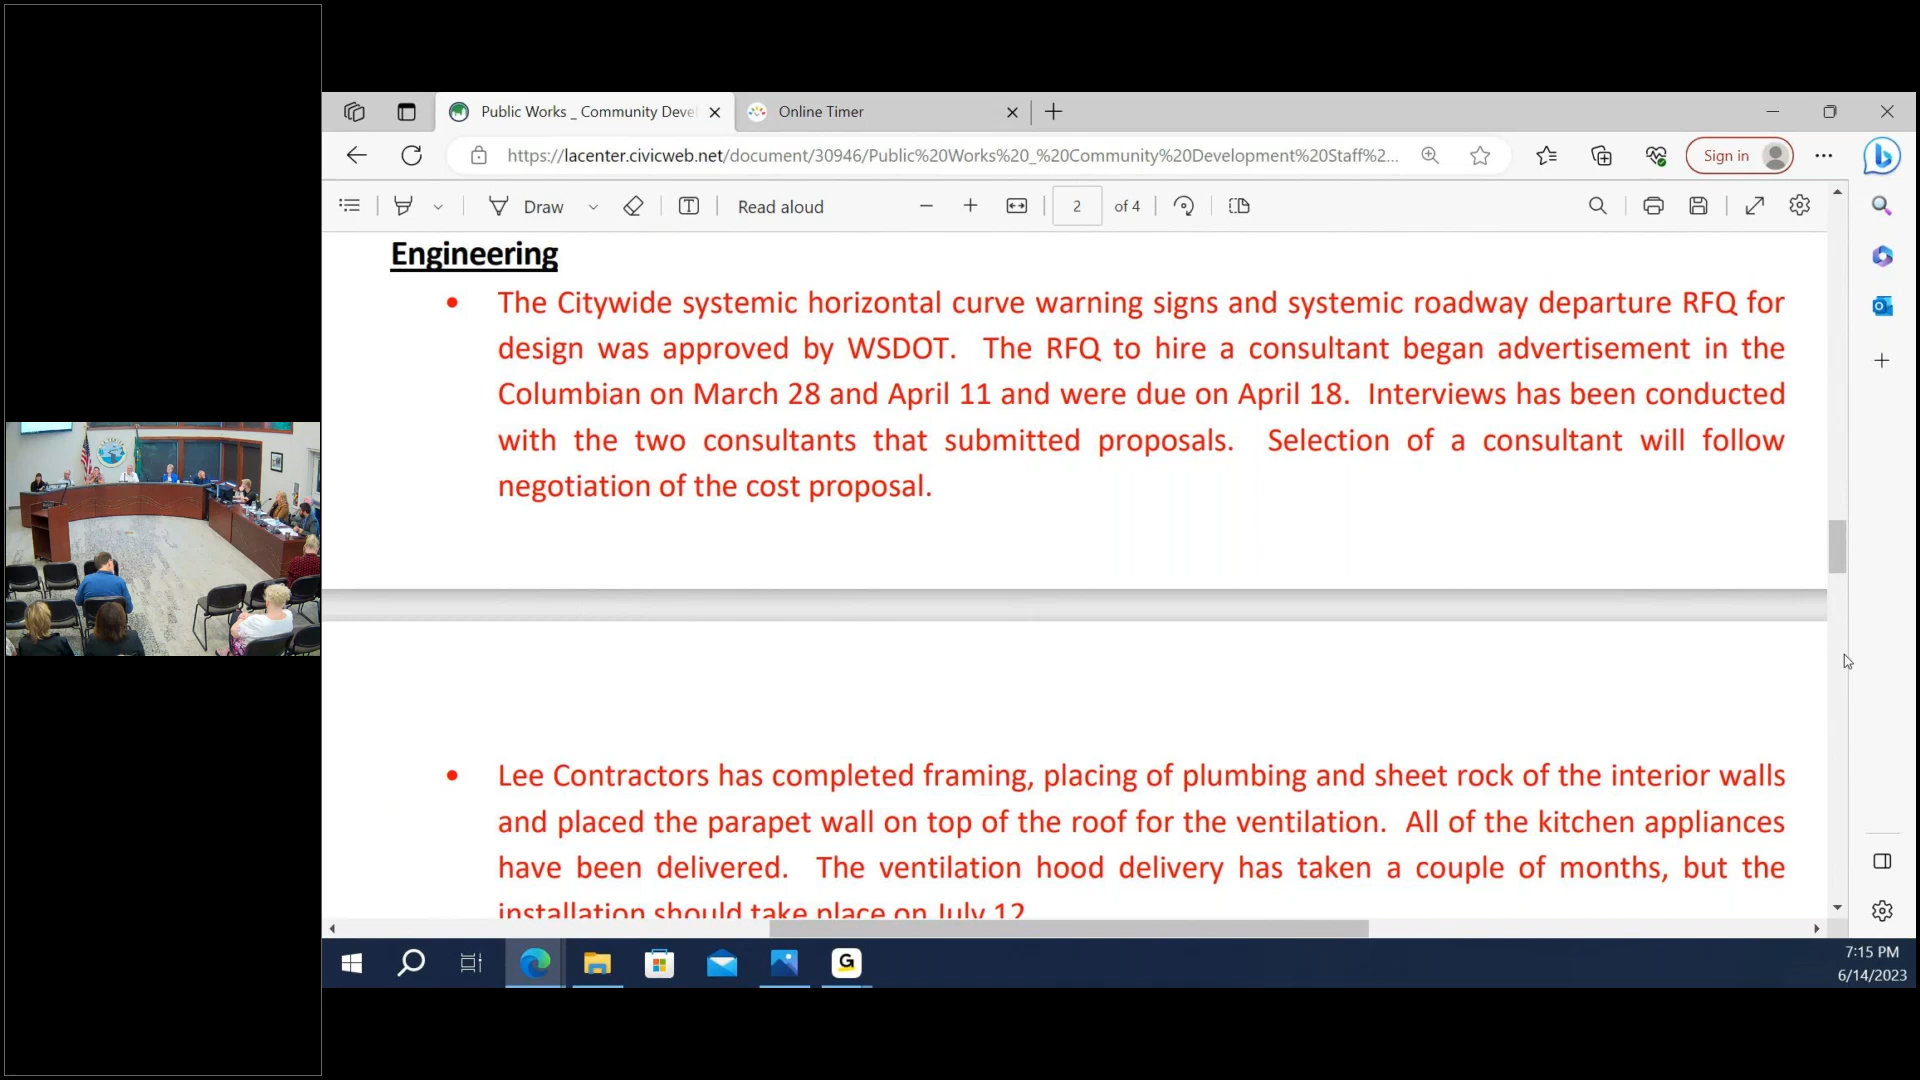 Public Works _ Community Deve
Online Timer
https://lacenter.civicweb.net/document/30946/Public%20Works%20_%20Community%20Development%20Staff%2...
Sign in
Draw
Read aloud
2 of 4
Engineering
• The Citywide systemic horizontal curve warning signs and systemic roadway departure RFQ for
design was approved by WSDOT. The RFQ to hire a consultant began advertisement in the
Columbian on March 28 and April 11 and were due on April 18. Interviews has been conducted
with the two consultants that submitted proposals. Selection of a consultant will follow
negotiation of the cost proposal.
• Lee Contractors has completed framing, placing of plumbing and sheet rock of the interior walls
and placed the parapet wall on top of the roof for the ventilation. All of the kitchen appliances
have been delivered. The ventilation hood delivery has taken a couple of months, but the
installation should take place on July 12
7:15 PM
6/14/2023